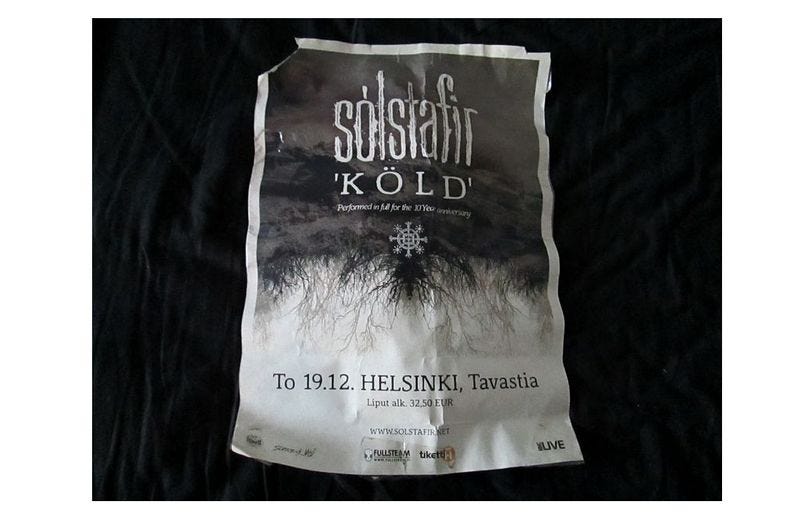 sólstafir
'KÖLD'
Performed in full for the 10 Year anniversary
To 19.12. HELSINKI, Tavastia
Liput alk. 32,50 EUR
WWW.SOLSTAFIR.NET
FULLSTEAM
tiketti
LIVE